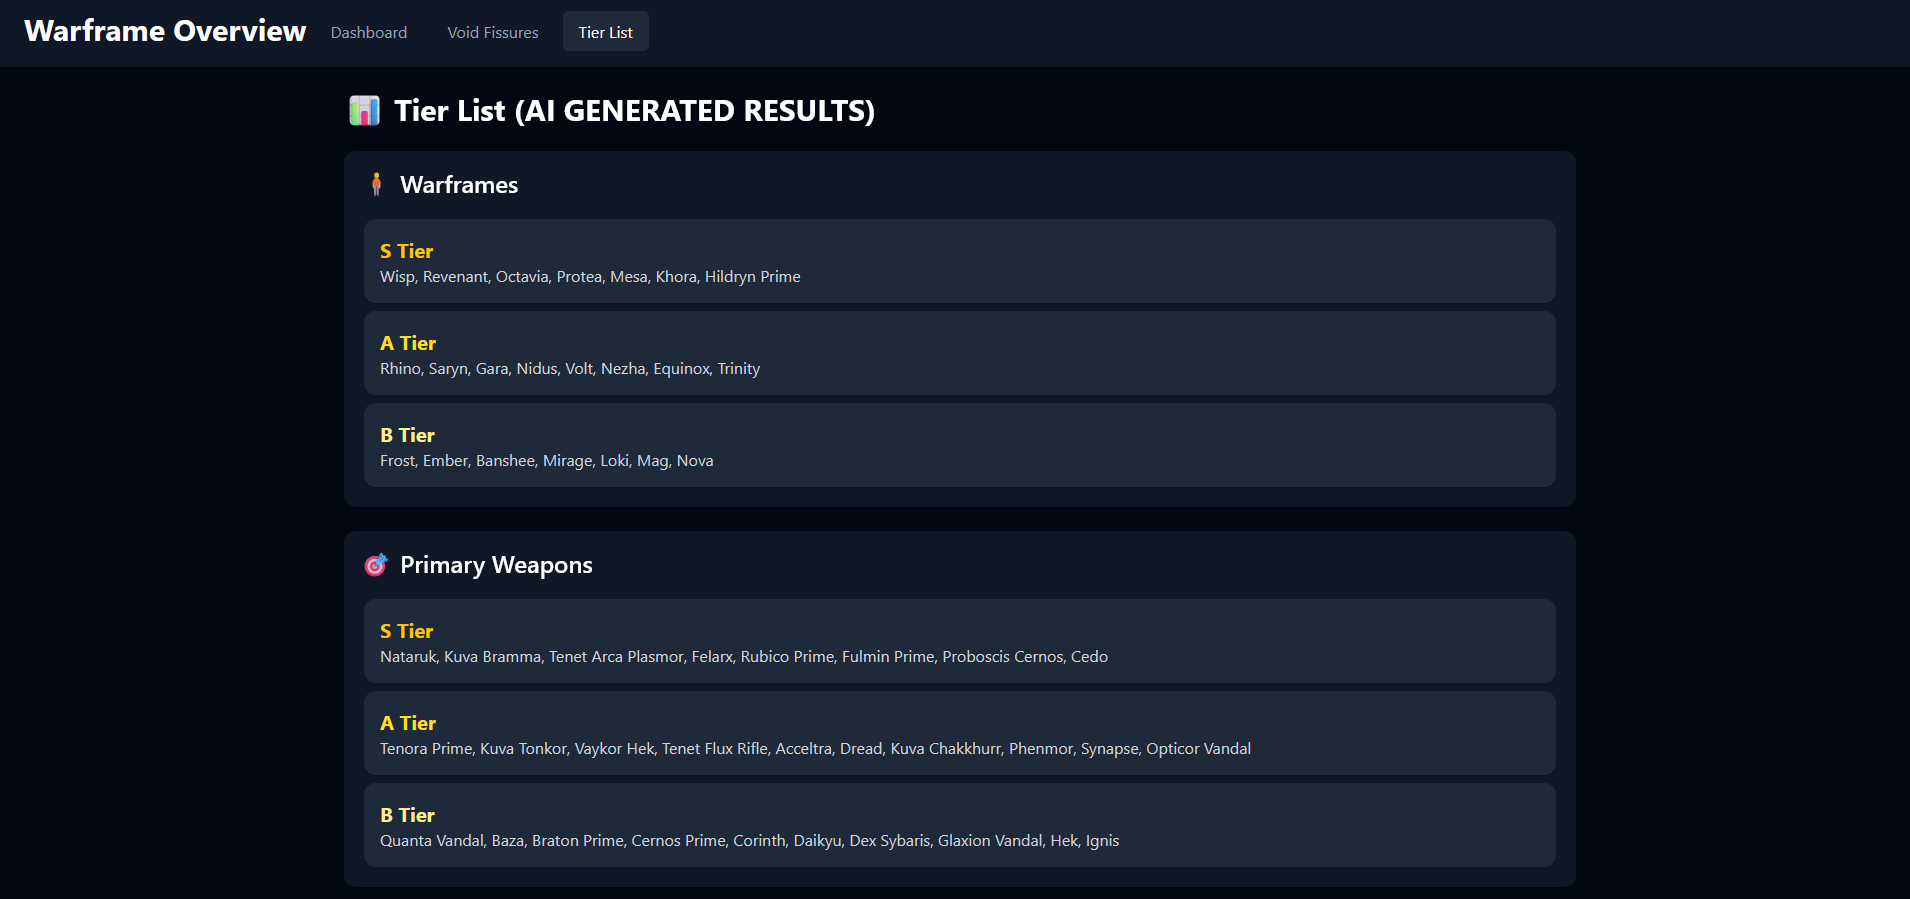 Warframe Overview Dashboard Void Fissures Tier List
Tier List (AI GENERATED RESULTS)
Warframes
S Tier
Wisp, Revenant, Octavia, Protea, Mesa, Khora, Hildryn Prime
A Tier
Rhino, Saryn, Gara, Nidus, Volt, Nezha, Equinox, Trinity
B Tier
Frost, Ember, Banshee, Mirage, Loki, Mag, Nova
Primary Weapons
S Tier
Nataruk, Kuva Bramma, Tenet Arca Plasmor, Felarx, Rubico Prime, Fulmin Prime, Proboscis Cernos, Cedo
A Tier
Tenora Prime, Kuva Tonkor, Vaykor Hek, Tenet Flux Rifle, Acceltra, Dread, Kuva Chakkhurr, Phenmor, Synapse, Opticor Vandal
B Tier
Quanta Vandal, Baza, Braton Prime, Cernos Prime, Corinth, Daikyu, Dex Sybaris, Glaxion Vandal, Hek, Ignis